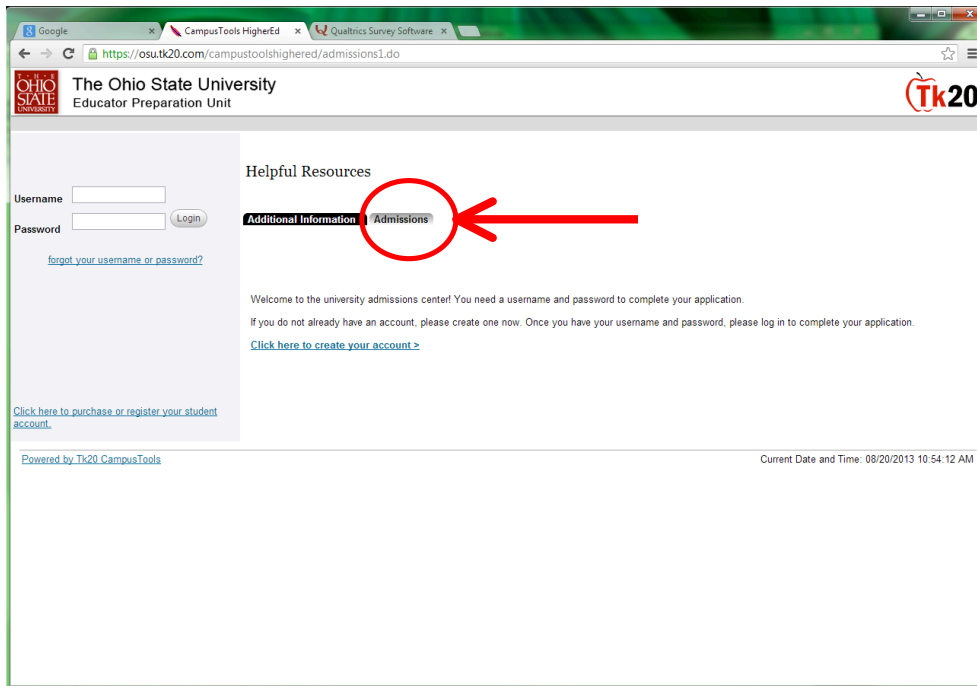 Google
CampusTools HigherEd
Qualtrics Survey Software
https://osu.tk20.com/campustoolshighered/admissions1.do
T · H · E
OHIO
STATE
UNIVERSITY
The Ohio State University
Educator Preparation Unit
Tk20
Helpful Resources
Username
Password
Login
forgot your username or password?
Additional Information
Admissions
Welcome to the university admissions center! You need a username and password to complete your application.
If you do not already have an account, please create one now. Once you have your username and password, please log in to complete your application.
Click here to create your account >
Click here to purchase or register your student
account.
Powered by Tk20 CampusTools
Current Date and Time: 08/20/2013 10:54:12 AM